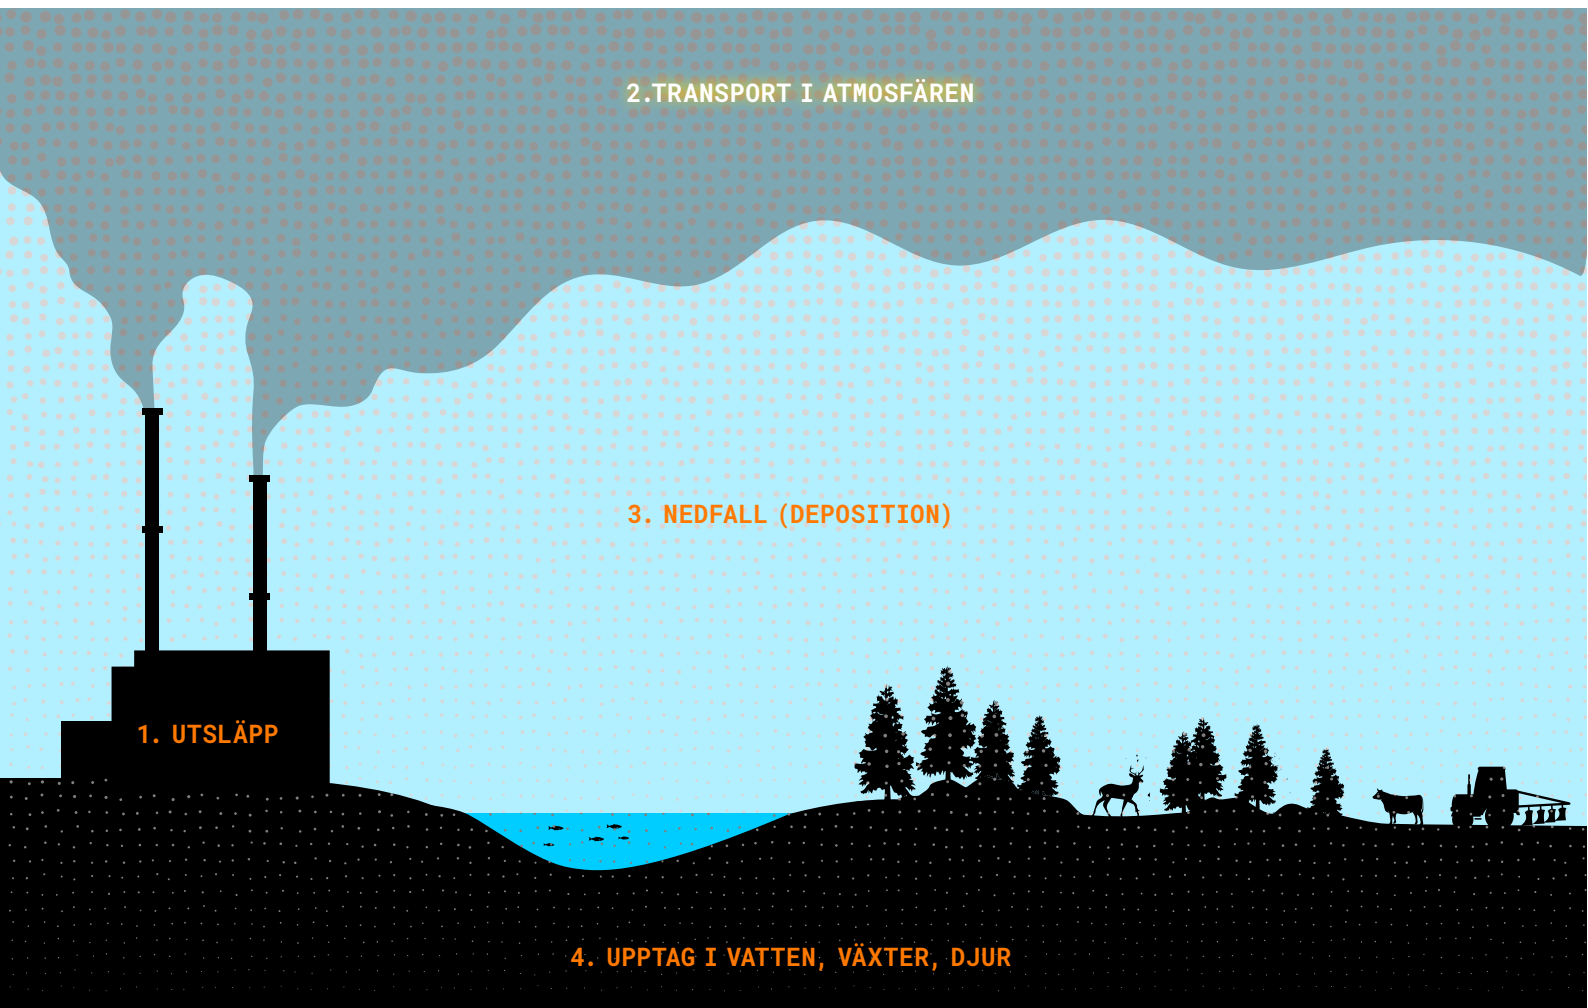 2.TRANSPORT I ATMOSFÄREN
3. NEDFALL (DEPOSITION)
1. UTSLÄPP
4. UPPTAG I VATTEN, VÄXTER, DJUR